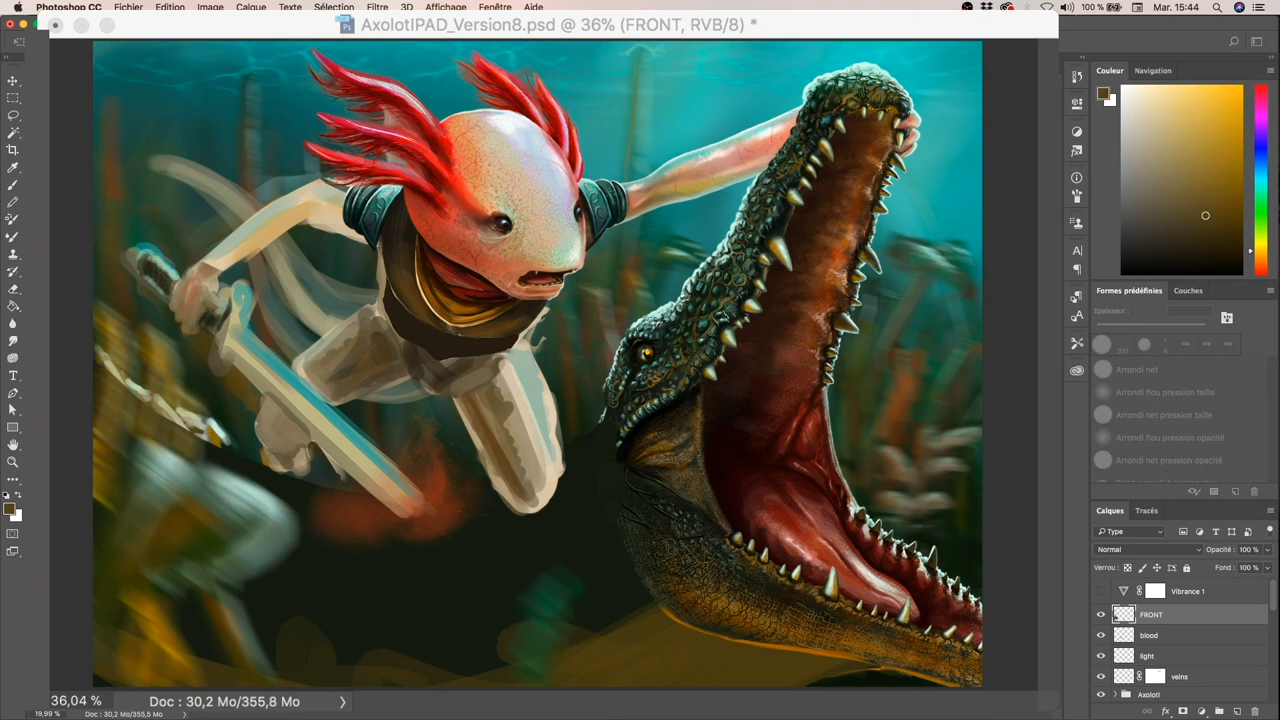 Photoshop CC Fichier Edition Image Calque Texte Sélection Filtre 3D Affichage Fenêtre Aide
100 % Mar. 15:44
AxolotIPAD_Version8.psd @ 36% (FRONT, RVB/8) *
Couleur Navigation
Formes prédéfinies Couches
Epaisseur :
Arrondi net
Arrondi flou pression taille
Arrondi net pression taille
Arrondi flou pression opacité
Arrondi net pression opacité
Calques Tracés
Type
Normal Opacité : 100 %
Verrou : Fond : 100 %
Vibrance 1
FRONT
blood
light
veins
Axolotl
36,04 % Doc : 30,2 Mo/355,8 Mo
19,99 % Doc : 30,2 Mo/355,5 Mo